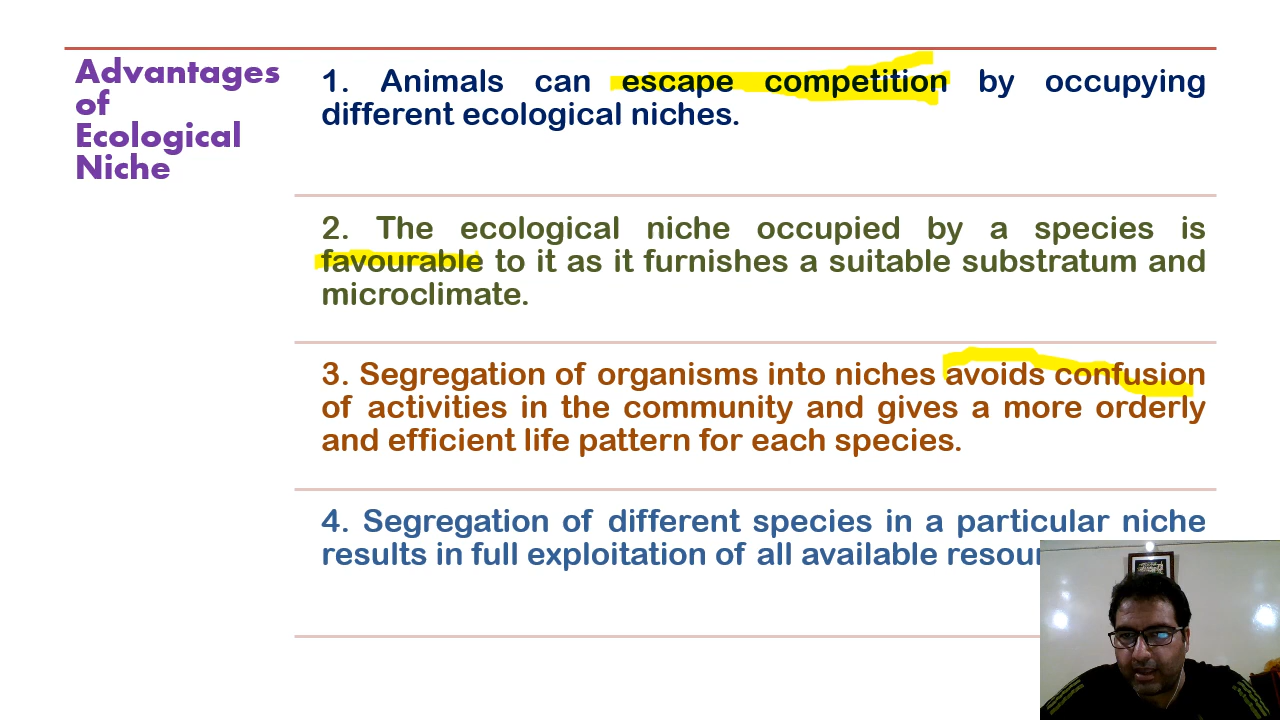 Advantages
of
Ecological
Niche
1. Animals can escape competition by occupying
different ecological niches.
2. The ecological niche occupied by a species is
favourable to it as it furnishes a suitable substratum and
microclimate.
3. Segregation of organisms into niches avoids confusion
of activities in the community and gives a more orderly
and efficient life pattern for each species.
4. Segregation of different species in a particular niche
results in full exploitation of all available